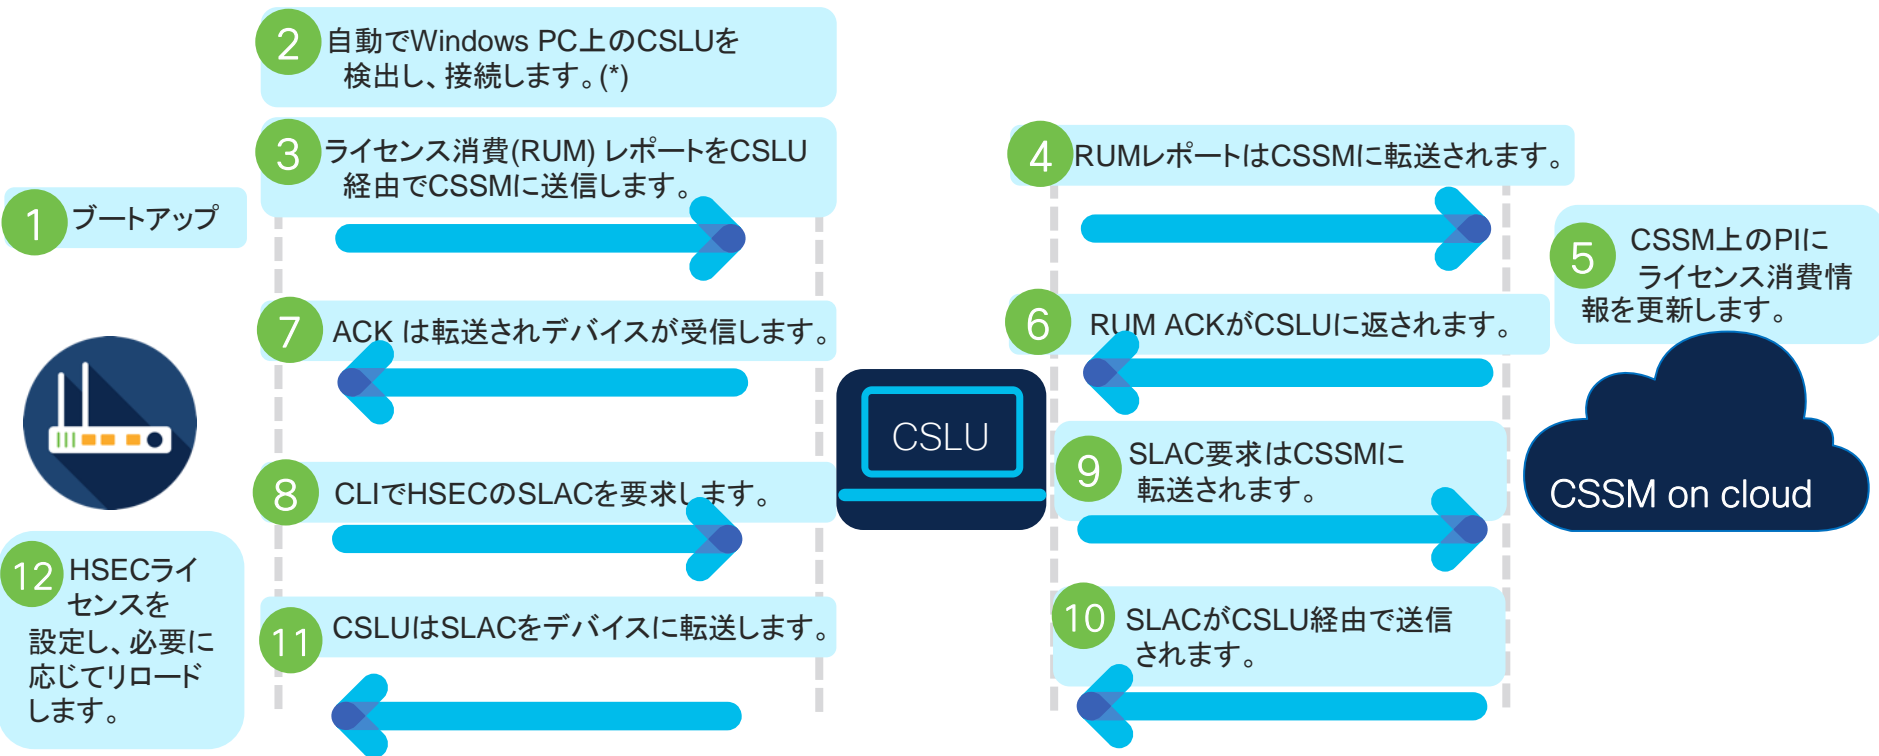 1 ブートアップ
2 自動でWindows PC上のCSLUを
検出し、接続します。(*)
3 ライセンス消費(RUM) レポートをCSLU
経由でCSSMに送信します。
4 RUMレポートはCSSMに転送されます。
5 CSSM上のPIに
ライセンス消費情
報を更新します。
6 RUM ACKがCSLUに返されます。
7 ACK は転送されデバイスが受信します。
CSLU
CSSM on cloud
8 CLIでHSECのSLACを要求します。
9 SLAC要求はCSSMに
転送されます。
10 SLACがCSLU経由で送信
されます。
11 CSLUはSLACをデバイスに転送します。
12 HSECライ
センスを
設定し、必要に
応じてリロード
します。